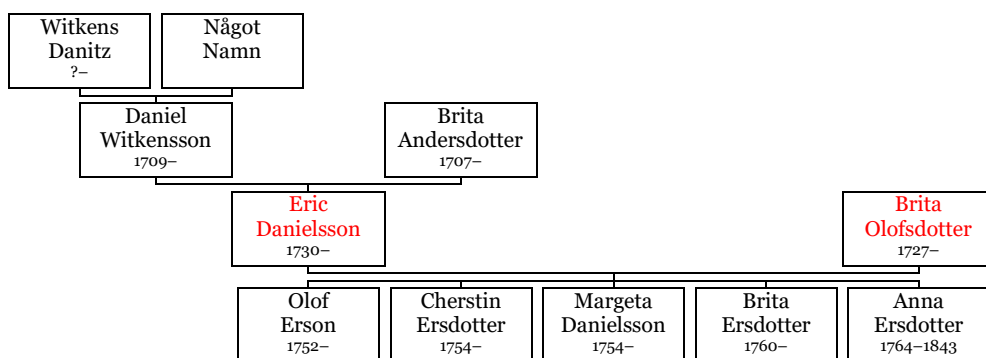 Witkens
Danitz
?–
Något
Namn
Daniel
Witkensson
1709–
Brita
Andersdotter
1707–
Eric
Danielsson
1730–
Brita
Olofsdotter
1727–
Olof
Erson
1752–
Cherstin
Ersdotter
1754–
Margeta
Danielsson
1754–
Brita
Ersdotter
1760–
Anna
Ersdotter
1764–1843